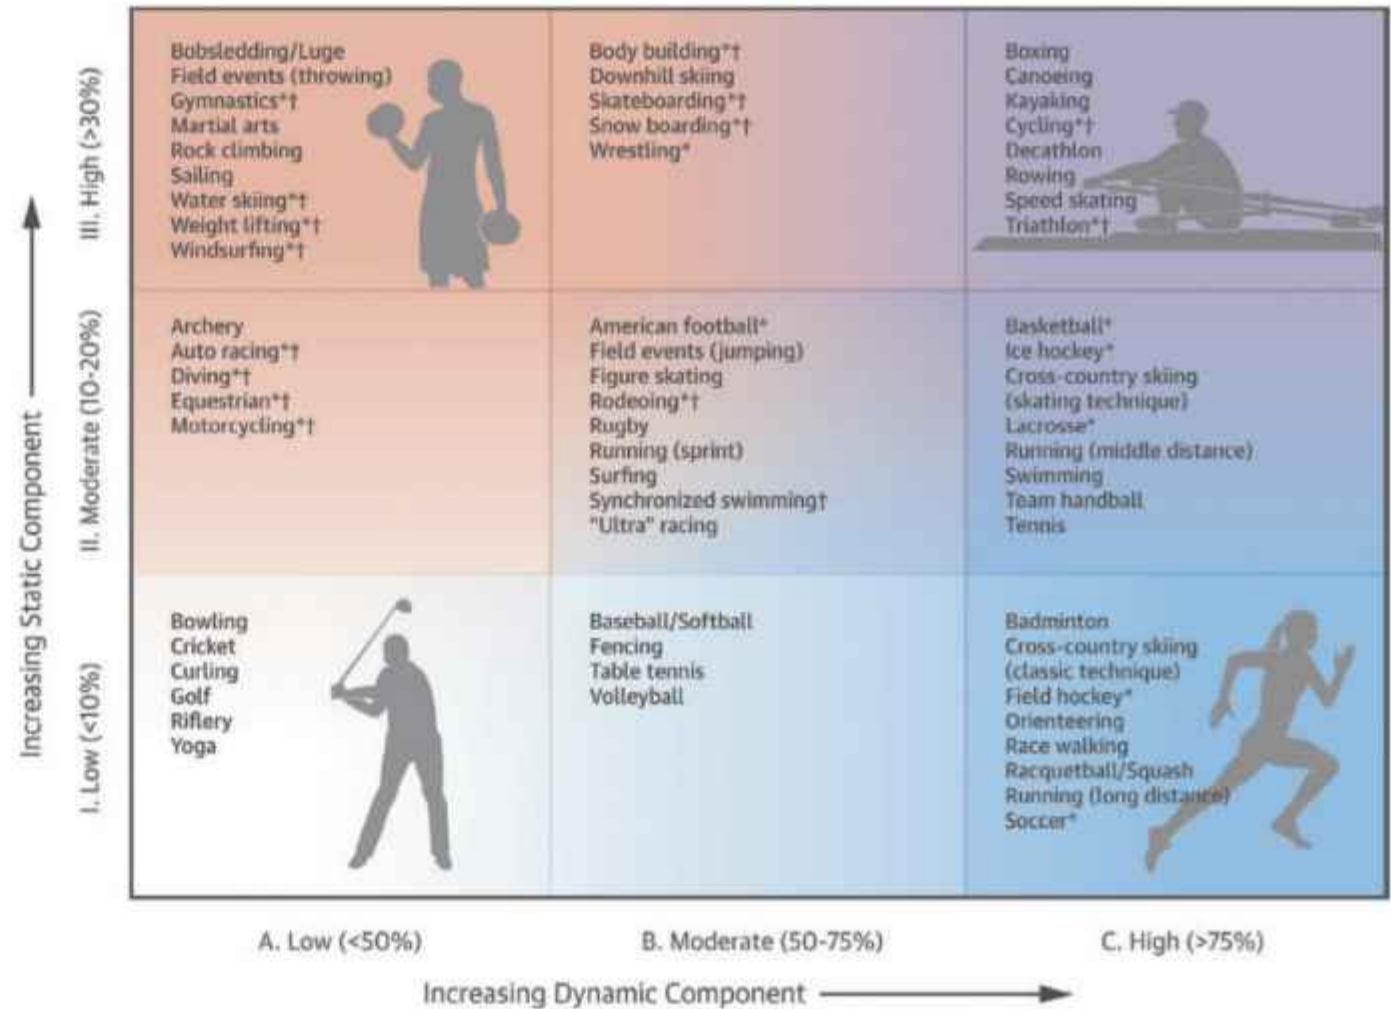 III. High (>30%)
Bobsledding/Luge
Field events (throwing)
Gymnastics*†
Martial arts
Rock climbing
Sailing
Water skiing*†
Weight lifting*†
Windsurfing*†
Body building*†
Downhill skiing
Skateboarding*†
Snow boarding*†
Wrestling*
Boxing
Canoeing
Kayaking
Cycling*†
Decathlon
Rowing
Speed skating
Triathlon*†
II. Moderate (10-20%)
Archery
Auto racing*†
Diving*†
Equestrian*†
Motorcycling*†
American football*
Field events (jumping)
Figure skating
Rodeoing*†
Rugby
Running (sprint)
Surfing
Synchronized swimming†
"Ultra" racing
Basketball*
Ice hockey*
Cross-country skiing
(skating technique)
Lacrosse*
Running (middle distance)
Swimming
Team handball
Tennis
I. Low (<10%)
Bowling
Cricket
Curling
Golf
Riflery
Yoga
Baseball/Softball
Fencing
Table tennis
Volleyball
Badminton
Cross-country skiing
(classic technique)
Field hockey*
Orienteering
Race walking
Racquetball/Squash
Running (long distance)
Soccer*
Increasing Static Component
A. Low (<50%)
B. Moderate (50-75%)
C. High (>75%)
Increasing Dynamic Component